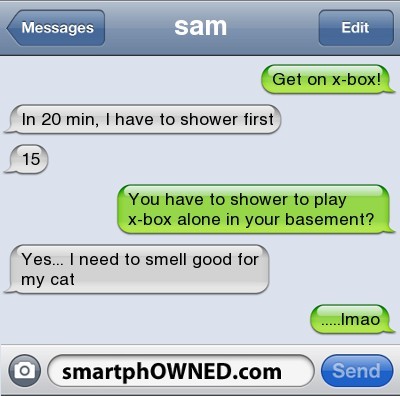 Messages
sam
Edit
Get on x-box!
In 20 min, I have to shower first
15
You have to shower to play
x-box alone in your basement?
Yes... I need to smell good for
my cat
.....lmao
smartphOWNED.com
Send